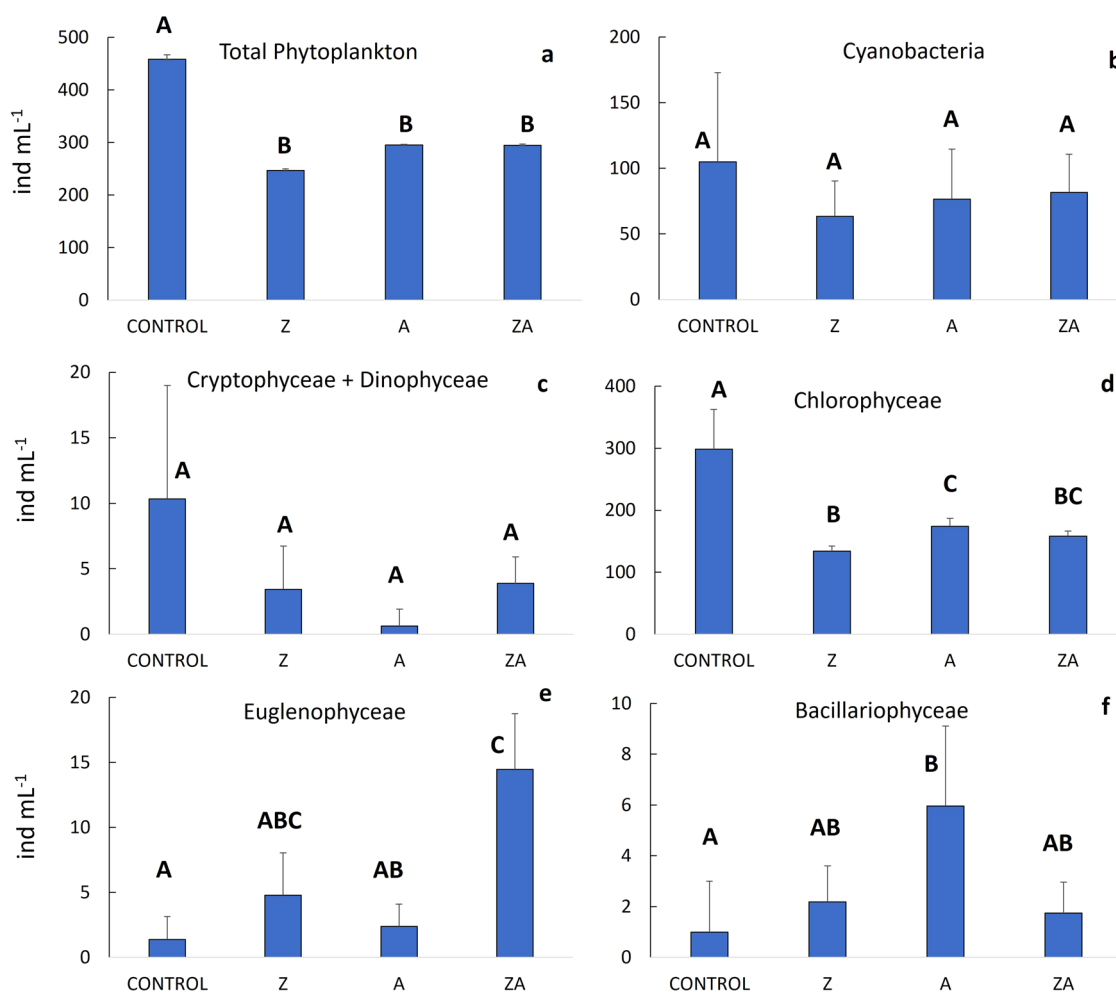 Total Phytoplankton
a
ind mL⁻¹
500
400
300
200
100
0
A
B
B
B
CONTROL Z A ZA
Cyanobacteria
b
200
150
100
50
0
A
A
A
A
CONTROL Z A ZA
Cryptophyceae + Dinophyceae
c
ind mL⁻¹
20
15
10
5
0
A
A
A
A
CONTROL Z A ZA
Chlorophyceae
d
400
300
200
100
0
A
B
C
BC
CONTROL Z A ZA
Euglenophyceae
e
ind mL⁻¹
20
15
10
5
0
A
ABC
AB
C
CONTROL Z A ZA
Bacillariophyceae
f
10
8
6
4
2
0
A
AB
B
AB
CONTROL Z A ZA